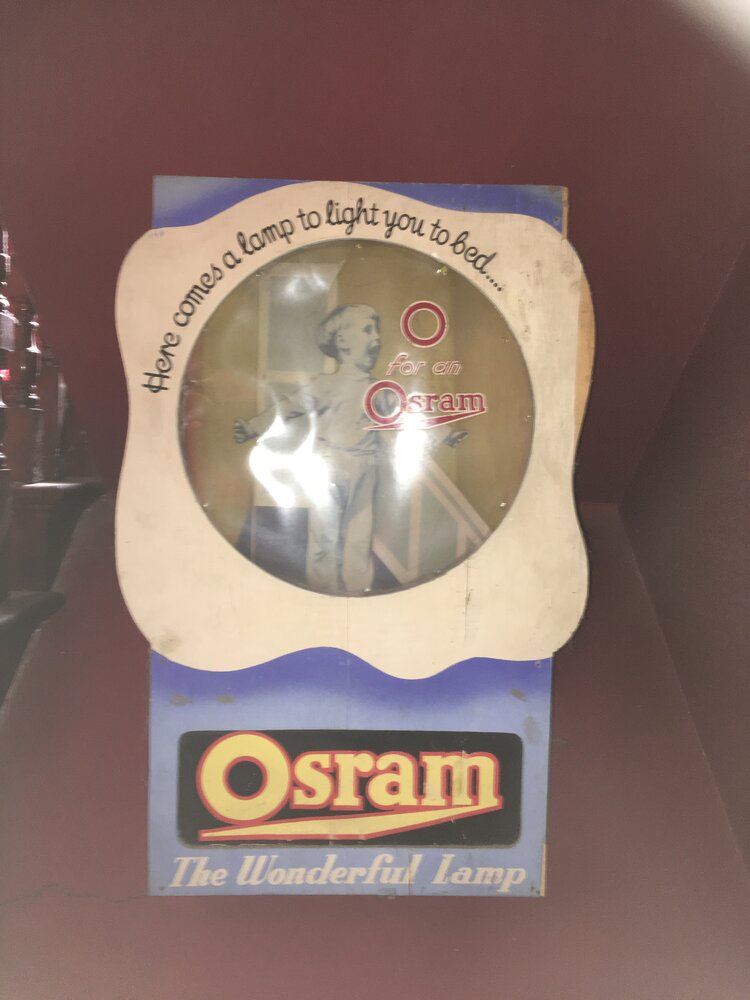 Here comes a lamp to light you to bed....
O
for an
Osram
Osram
The Wonderful Lamp